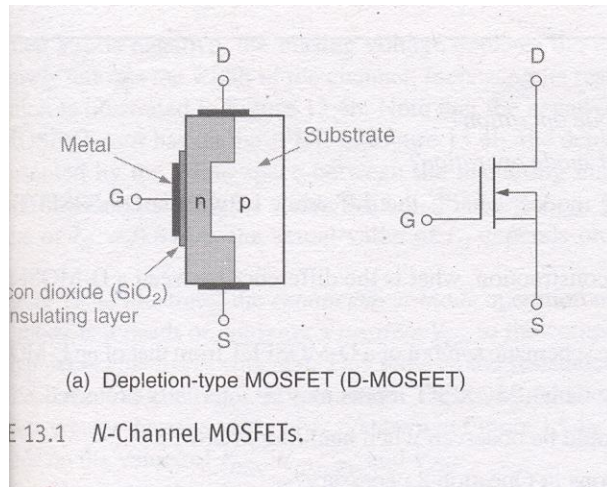 D
D
Substrate
Metal
n p
G
G
con dioxide (SiO2)
nsulating layer
S
S
(a) Depletion-type MOSFET (D-MOSFET)
E 13.1 N-Channel MOSFETs.